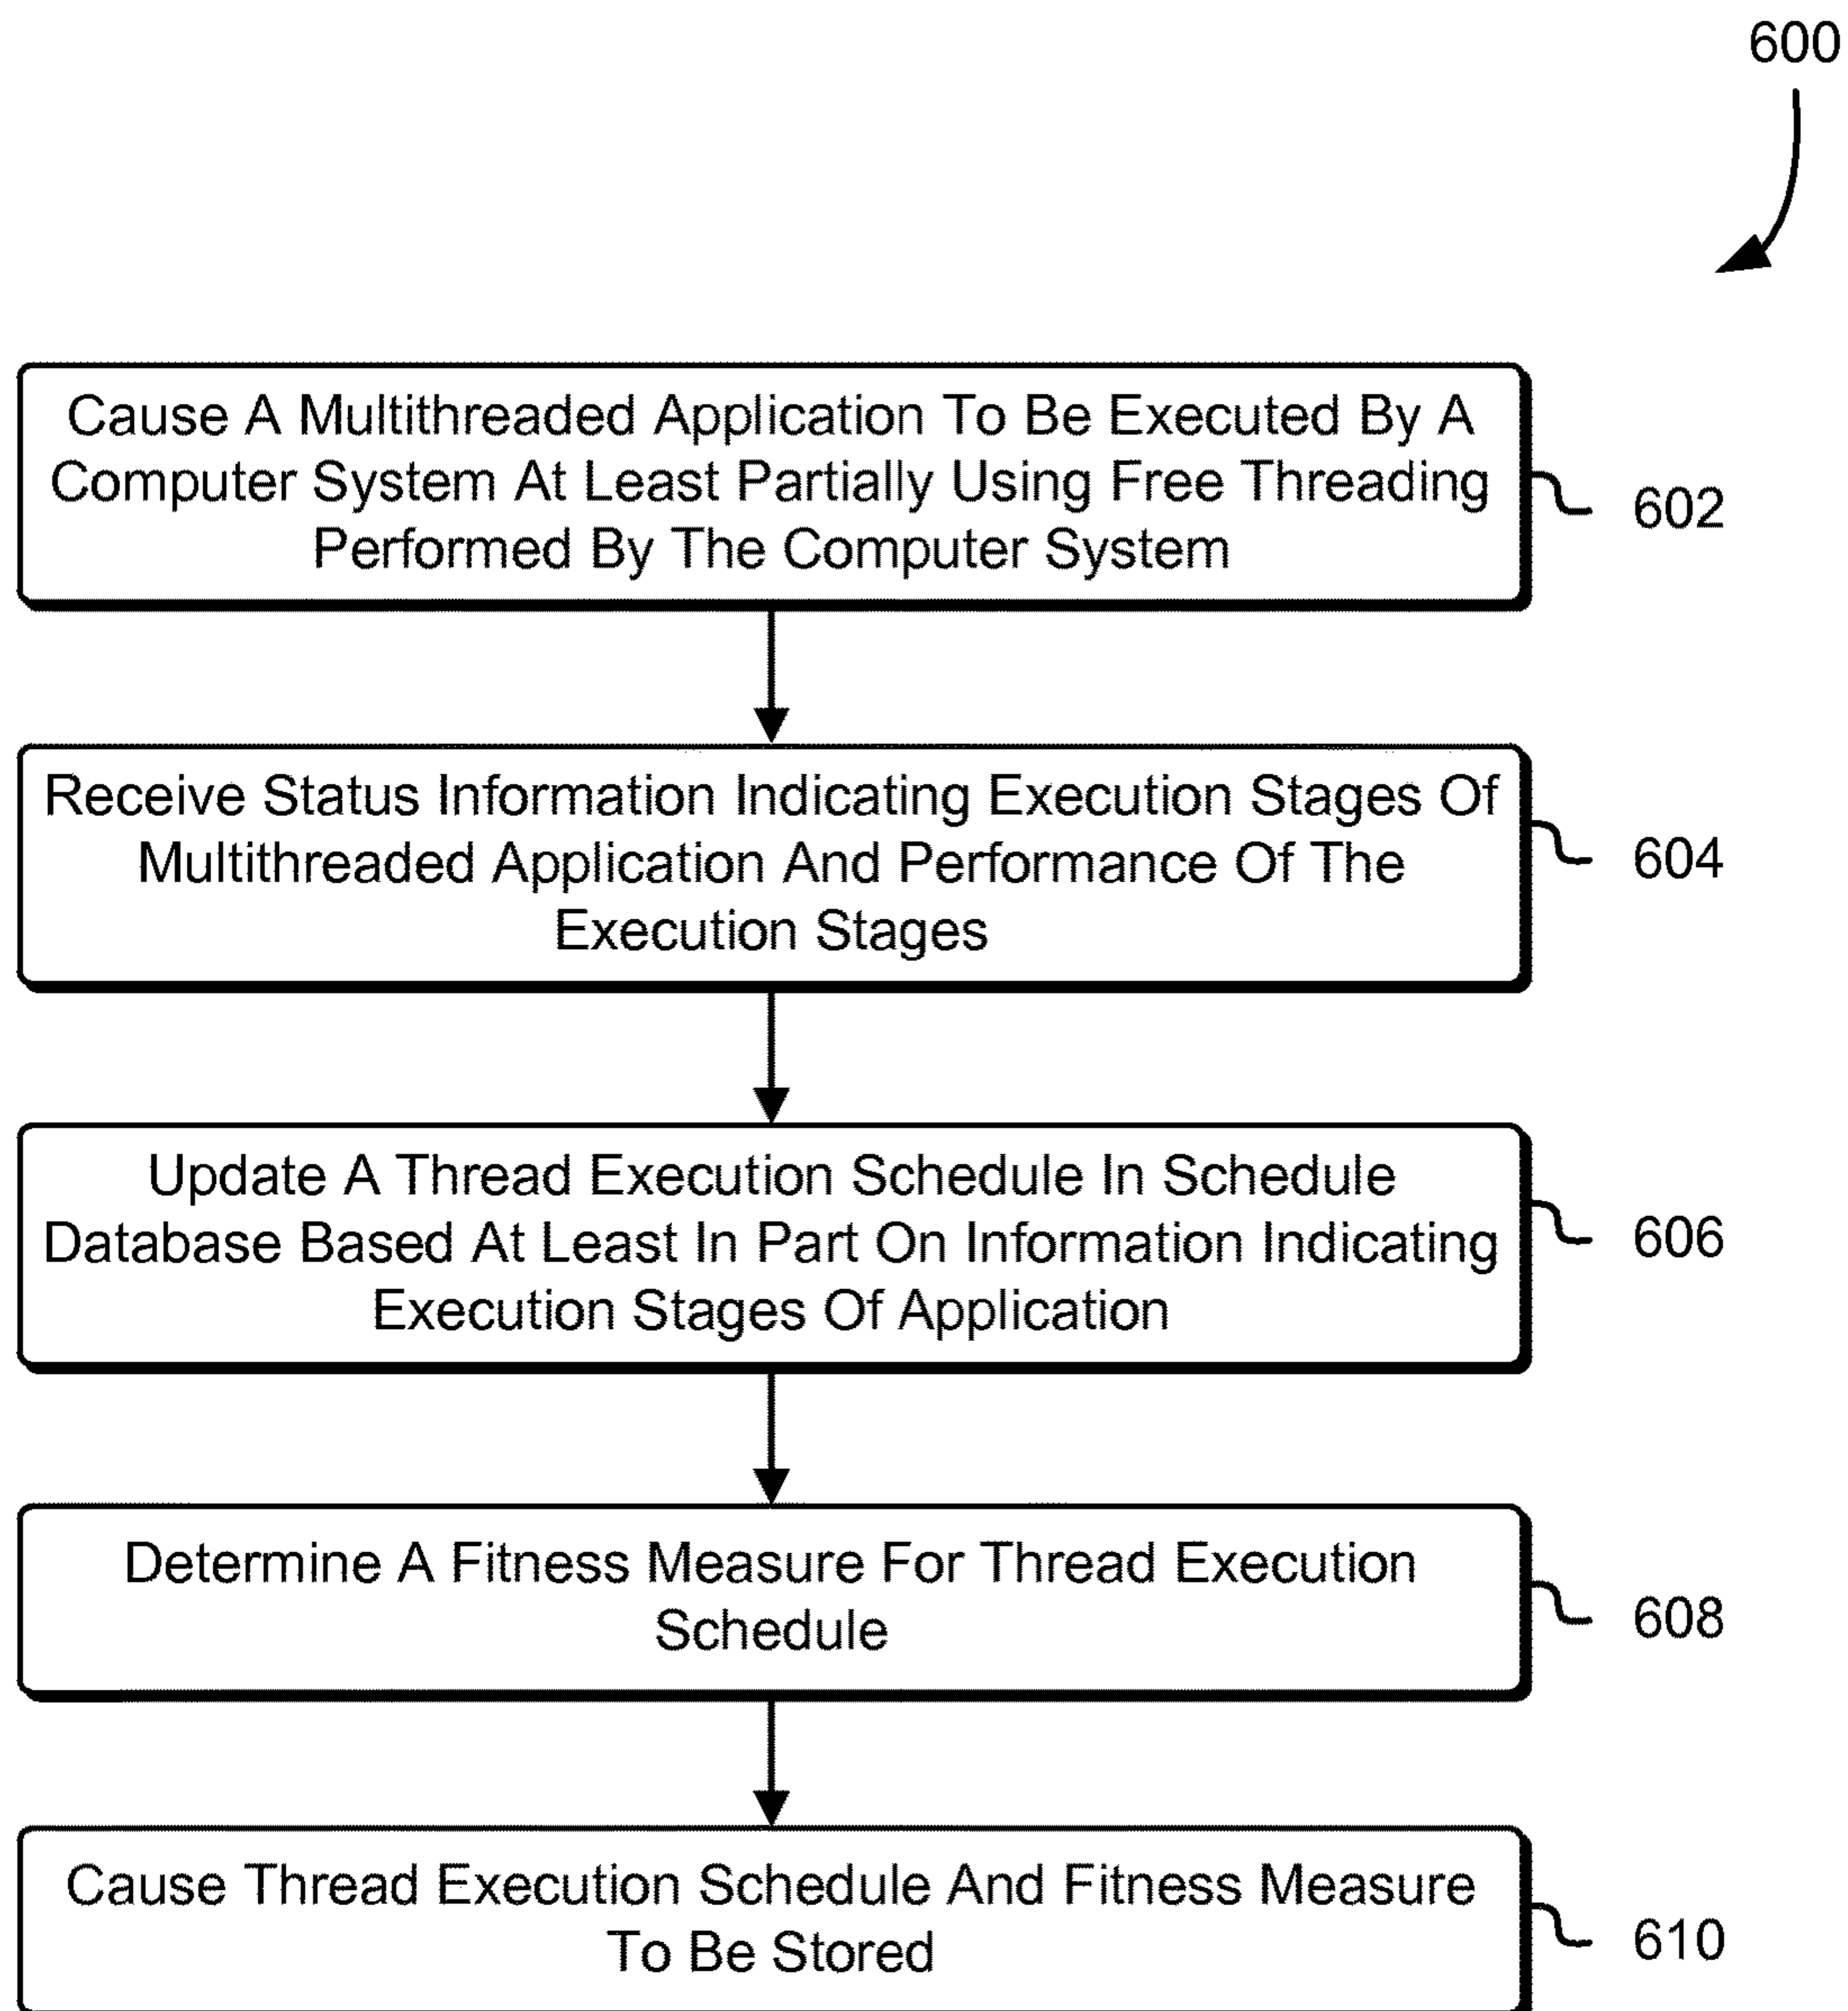 600
Cause A Multithreaded Application To Be Executed By A
Computer System At Least Partially Using Free Threading
Performed By The Computer System
602
Receive Status Information Indicating Execution Stages Of
Multithreaded Application And Performance Of The
Execution Stages
604
Update A Thread Execution Schedule In Schedule
Database Based At Least In Part On Information Indicating
Execution Stages Of Application
606
Determine A Fitness Measure For Thread Execution
Schedule
608
Cause Thread Execution Schedule And Fitness Measure
To Be Stored
610